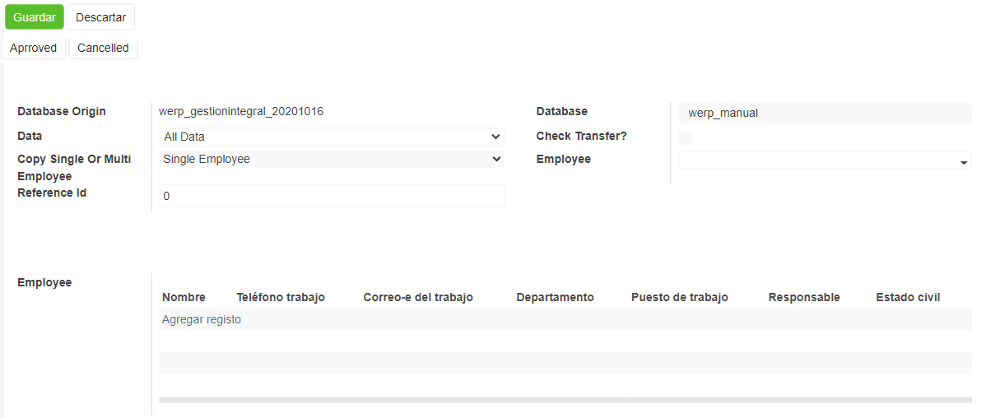 Guardar Descartar
Aprroved Cancelled
Database Origin werp_gestionintegral_20201016 Database werp_manual
Data All Data Check Transfer?
Copy Single Or Multi Single Employee Employee
Employee
Reference Id 0
Employee
Nombre Teléfono trabajo Correo-e del trabajo Departamento Puesto de trabajo Responsable Estado civil
Agregar registo